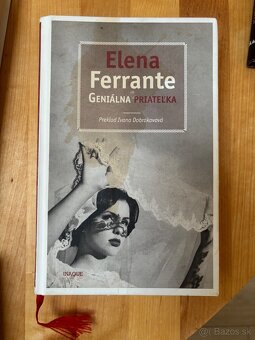 Elena
Ferrante
GENIÁLNA PRIATEĽKA
Preklad Ivana Dobrakovová
INAQUE
© Bazos.sk